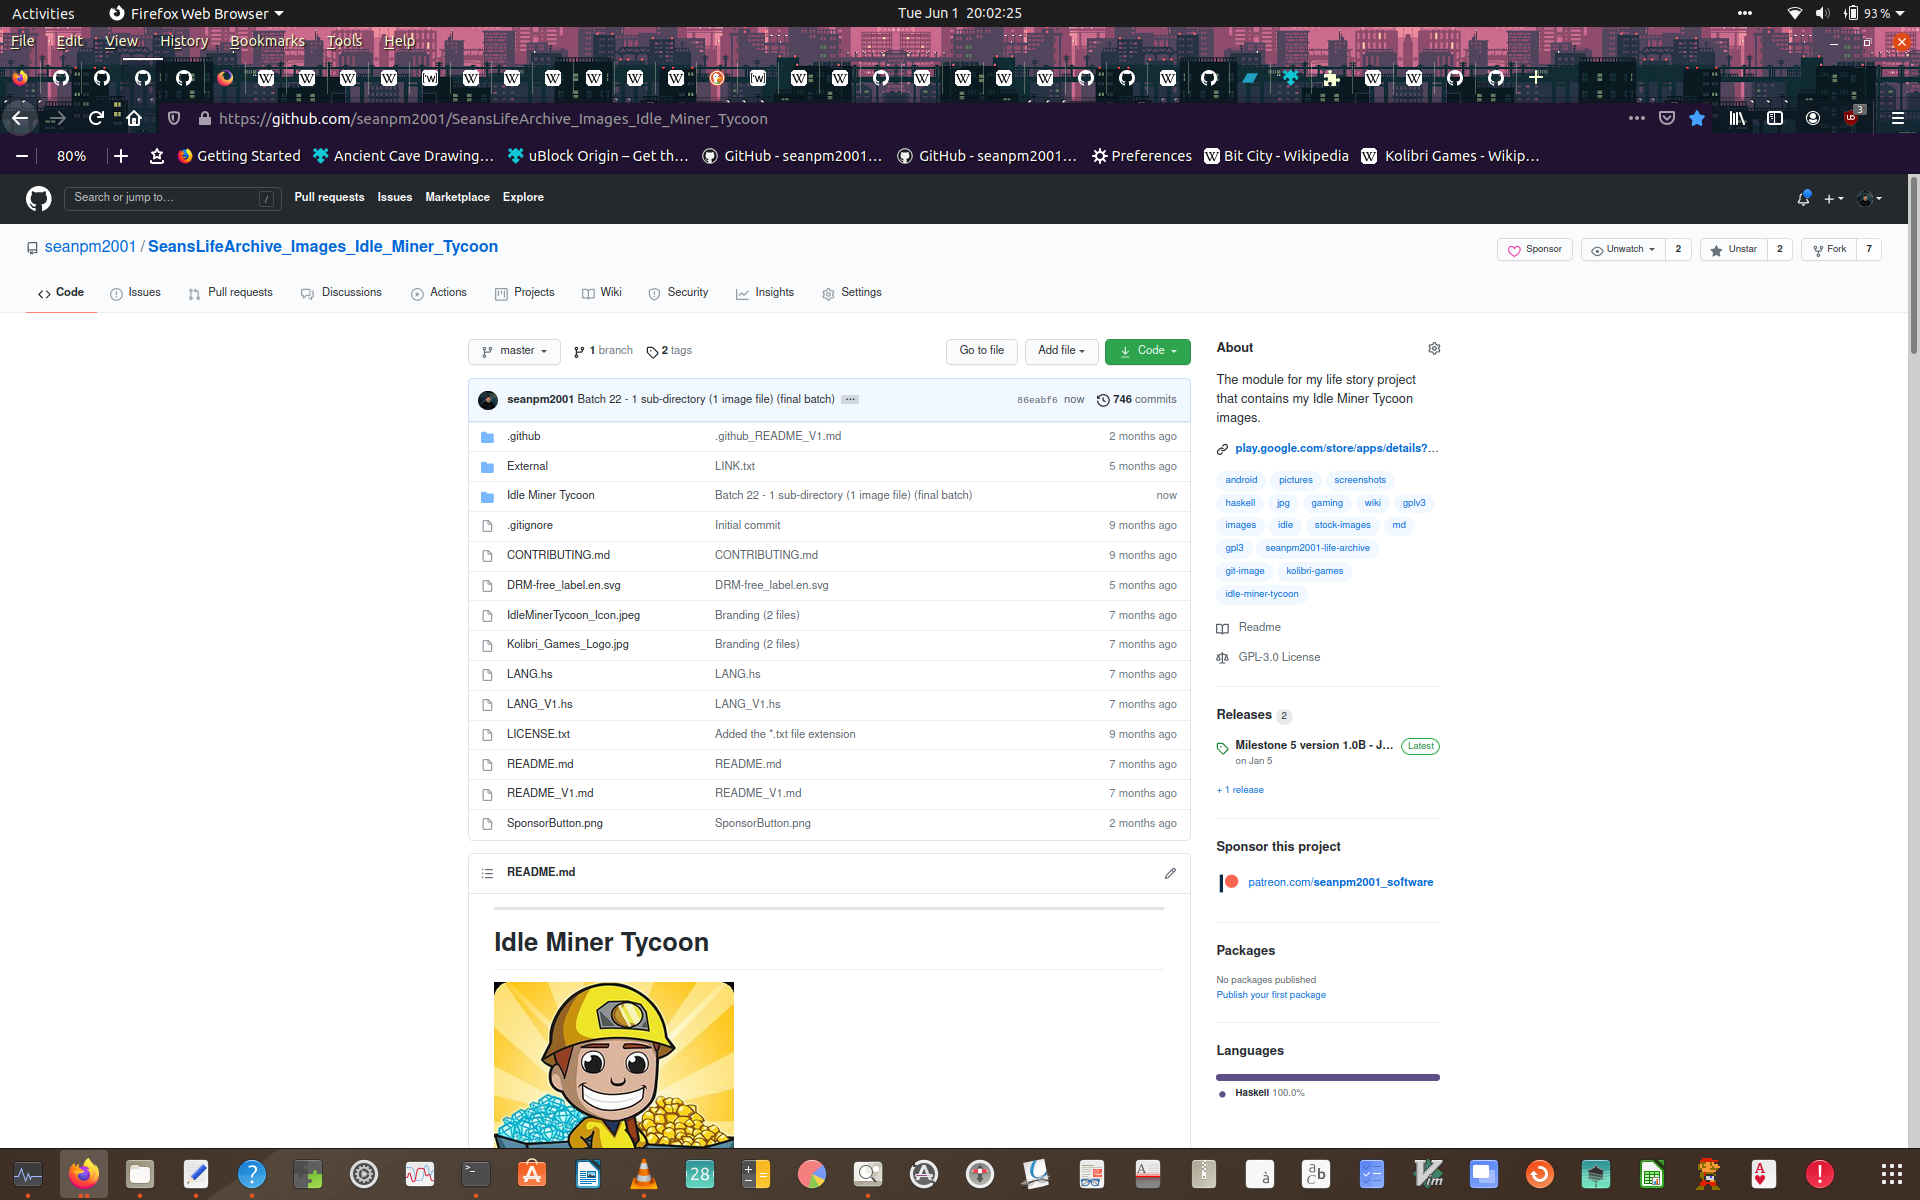 Activities Firefox Web Browser Tue Jun 1 20:02:25 93 %
File Edit View History Bookmarks Tools Help
https://github.com/seanpm2001/SeansLifeArchive_Images_Idle_Miner_Tycoon 3
80% Getting Started Ancient Cave Drawing… uBlock Origin – Get th… GitHub - seanpm2001… GitHub - seanpm2001… Preferences Bit City - Wikipedia Kolibri Games - Wikip…
Search or jump to… / Pull requests Issues Marketplace Explore
seanpm2001 / SeansLifeArchive_Images_Idle_Miner_Tycoon Sponsor Unwatch 2 Unstar 2 Fork 7
Code Issues Pull requests Discussions Actions Projects Wiki Security Insights Settings
master 1 branch 2 tags Go to file Add file Code
seanpm2001 Batch 22 - 1 sub-directory (1 image file) (final batch) 86eabf6 now 746 commits
.github .github_README_V1.md 2 months ago
External LINK.txt 5 months ago
Idle Miner Tycoon Batch 22 - 1 sub-directory (1 image file) (final batch) now
.gitignore Initial commit 9 months ago
CONTRIBUTING.md CONTRIBUTING.md 9 months ago
DRM-free_label.en.svg DRM-free_label.en.svg 5 months ago
IdleMinerTycoon_Icon.jpeg Branding (2 files) 7 months ago
Kolibri_Games_Logo.jpg Branding (2 files) 7 months ago
LANG.hs LANG.hs 7 months ago
LANG_V1.hs LANG_V1.hs 7 months ago
LICENSE.txt Added the *.txt file extension 9 months ago
README.md README.md 7 months ago
README_V1.md README_V1.md 7 months ago
SponsorButton.png SponsorButton.png 2 months ago
README.md
Idle Miner Tycoon
About
The module for my life story project
that contains my Idle Miner Tycoon
images.
play.google.com/store/apps/details?…
android pictures screenshots
haskell jpg gaming wiki gplv3
images idle stock-images md
gpl3 seanpm2001-life-archive
git-image kolibri-games
idle-miner-tycoon
Readme
GPL-3.0 License
Releases 2
Milestone 5 version 1.0B - J… Latest
on Jan 5
+ 1 release
Sponsor this project
patreon.com/seanpm2001_software
Packages
No packages published
Publish your first package
Languages
Haskell 100.0%
28